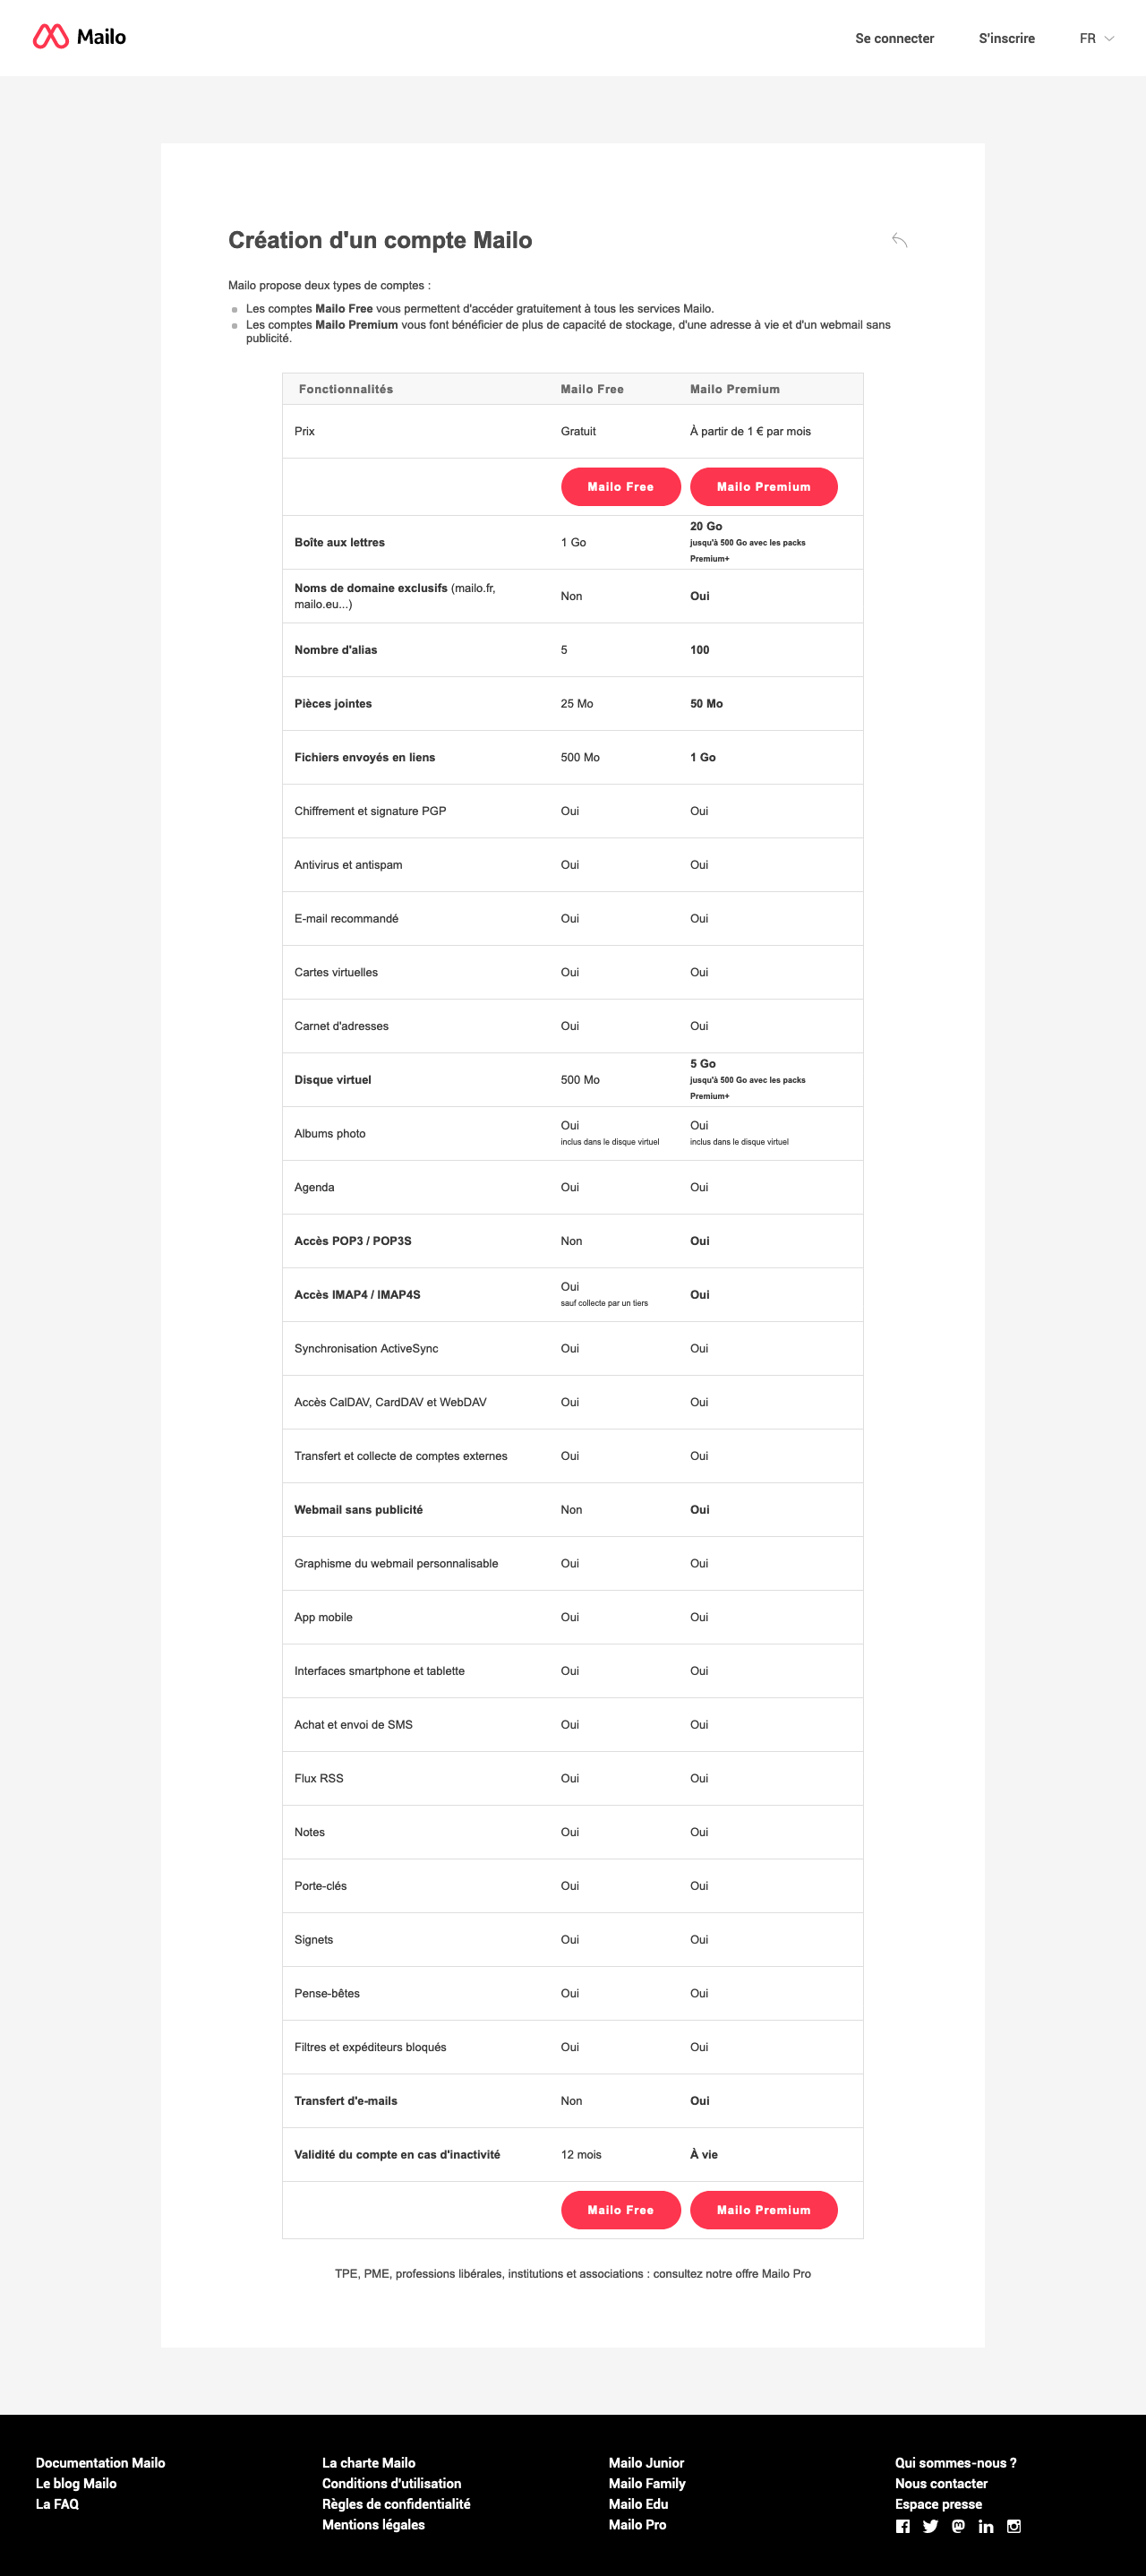 Mailo
Se connecter
S'inscrire
FR
Création d'un compte Mailo
Mailo propose deux types de comptes :
Les comptes Mailo Free vous permettent d'accéder gratuitement à tous les services Mailo.
Les comptes Mailo Premium vous font bénéficier de plus de capacité de stockage, d'une adresse à vie et d'un webmail sans
publicité.
Fonctionnalités Mailo Free Mailo Premium
Prix Gratuit À partir de 1 € par mois
Mailo Free Mailo Premium
Boîte aux lettres 1 Go 20 Go
jusqu'à 500 Go avec les packs
Premium+
Noms de domaine exclusifs (mailo.fr,
mailo.eu...) Non Oui
Nombre d'alias 5 100
Pièces jointes 25 Mo 50 Mo
Fichiers envoyés en liens 500 Mo 1 Go
Chiffrement et signature PGP Oui Oui
Antivirus et antispam Oui Oui
E-mail recommandé Oui Oui
Cartes virtuelles Oui Oui
Carnet d'adresses Oui Oui
Disque virtuel 500 Mo 5 Go
jusqu'à 500 Go avec les packs
Premium+
Albums photo Oui Oui
inclus dans le disque virtuel inclus dans le disque virtuel
Agenda Oui Oui
Accès POP3 / POP3S Non Oui
Accès IMAP4 / IMAP4S Oui Oui
sauf collecte par un tiers
Synchronisation ActiveSync Oui Oui
Accès CalDAV, CardDAV et WebDAV Oui Oui
Transfert et collecte de comptes externes Oui Oui
Webmail sans publicité Non Oui
Graphisme du webmail personnalisable Oui Oui
App mobile Oui Oui
Interfaces smartphone et tablette Oui Oui
Achat et envoi de SMS Oui Oui
Flux RSS Oui Oui
Notes Oui Oui
Porte-clés Oui Oui
Signets Oui Oui
Pense-bêtes Oui Oui
Filtres et expéditeurs bloqués Oui Oui
Transfert d'e-mails Non Oui
Validité du compte en cas d'inactivité 12 mois À vie
Mailo Free Mailo Premium
TPE, PME, professions libérales, institutions et associations : consultez notre offre Mailo Pro
Documentation Mailo
Le blog Mailo
La FAQ
La charte Mailo
Conditions d'utilisation
Règles de confidentialité
Mentions légales
Mailo Junior
Mailo Family
Mailo Edu
Mailo Pro
Qui sommes-nous ?
Nous contacter
Espace presse